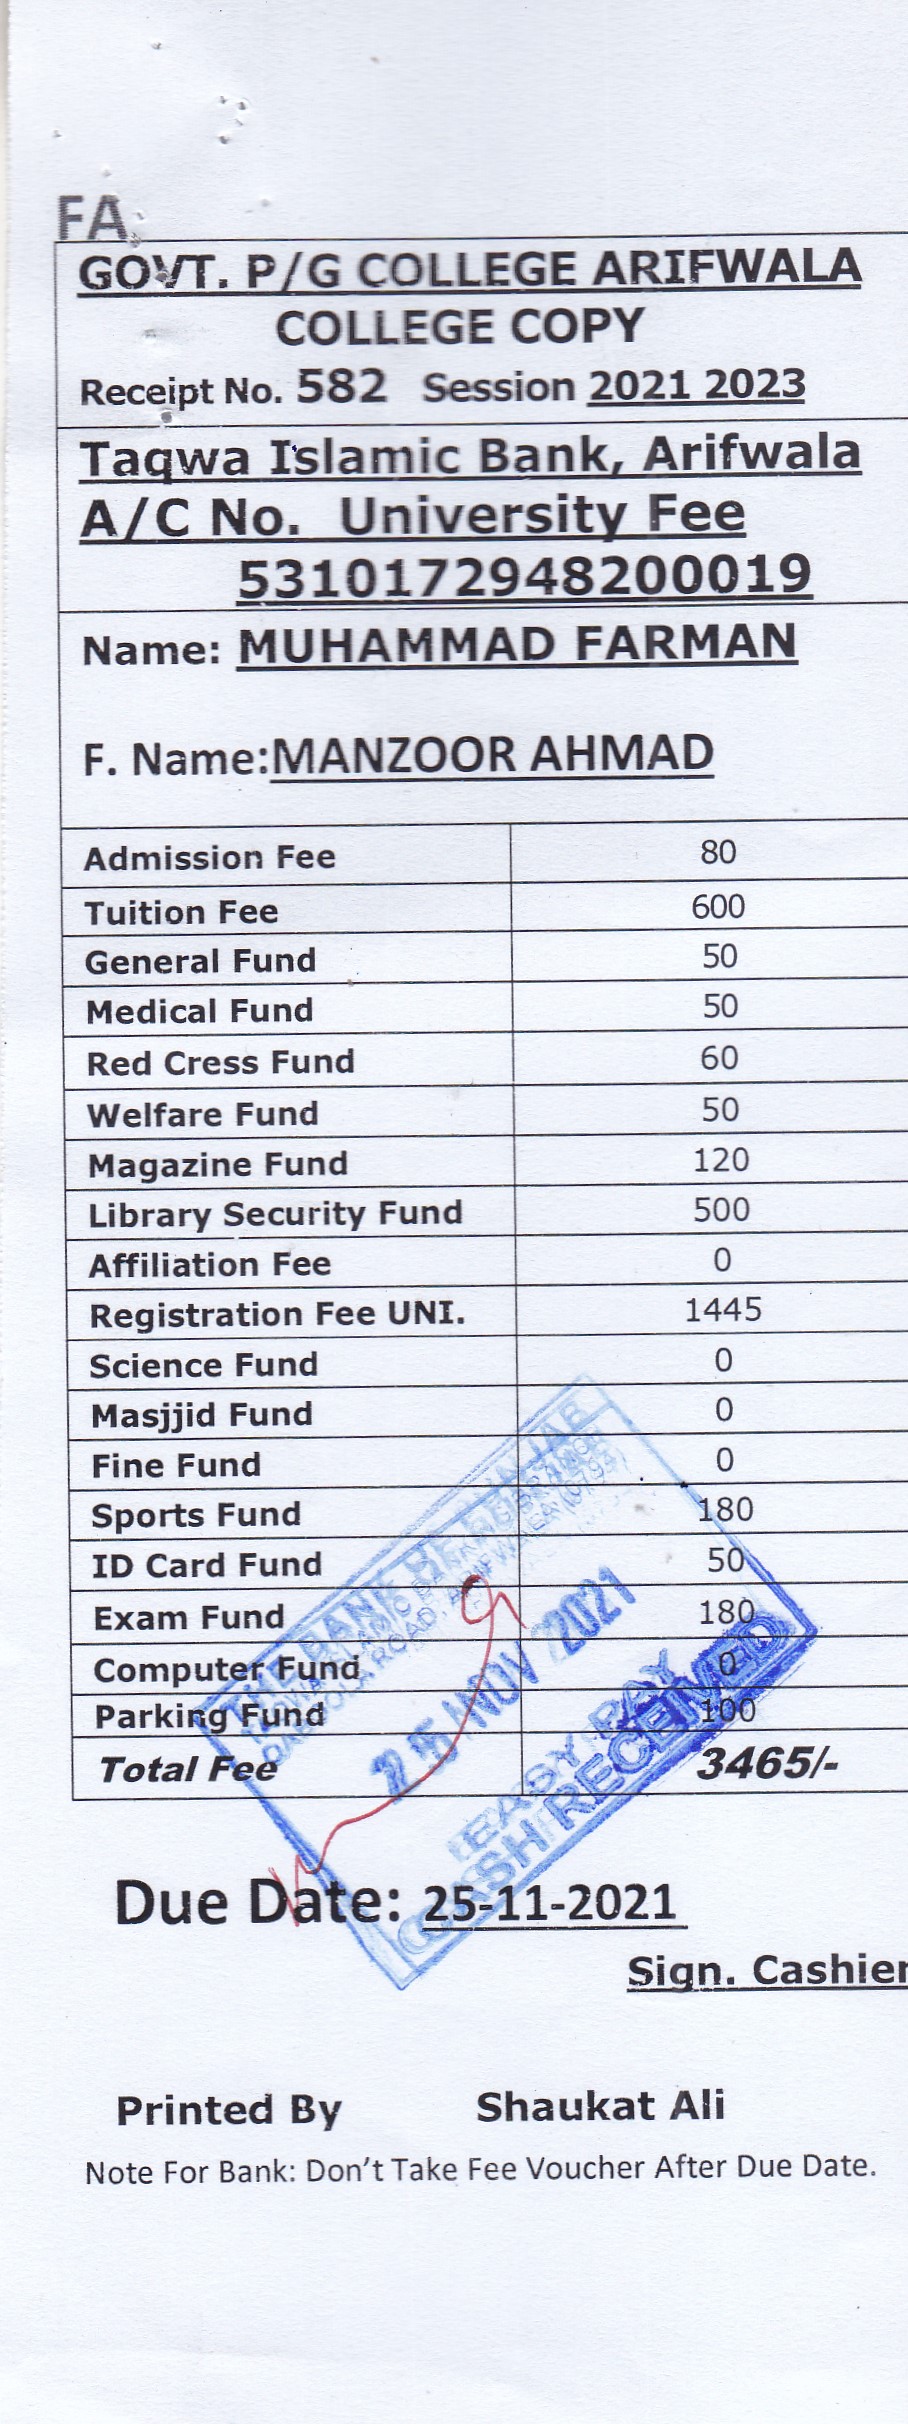 FA
GOVT. P/G COLLEGE ARIFWALA
COLLEGE COPY
Receipt No. 582 Session 2021 2023
Taqwa Islamic Bank, Arifwala
A/C No. University Fee
5310172948200019
Name: MUHAMMAD FARMAN
F. Name:MANZOOR AHMAD
Admission Fee 80
Tuition Fee 600
General Fund 50
Medical Fund 50
Red Cress Fund 60
Welfare Fund 50
Magazine Fund 120
Library Security Fund 500
Affiliation Fee 0
Registration Fee UNI. 1445
Science Fund 0
Masjjid Fund 0
Fine Fund 0
Sports Fund 180
ID Card Fund 50
Exam Fund 180
Computer Fund 0
Parking Fund 100
Total Fee 3465/-
THE BANK OF PUNJAB
ROAD, ARIFWALA
25 NOV 2021
EASY PAY
CASH RECEIVED
Due Date: 25-11-2021
Sign. Cashier
Printed By Shaukat Ali
Note For Bank: Don't Take Fee Voucher After Due Date.